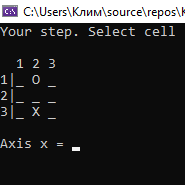 C:\Users\Клим\source\repos\
Your step. Select cell
1 2 3
1|_ O _
2|_ _ _
3|_ X _
Axis x = _